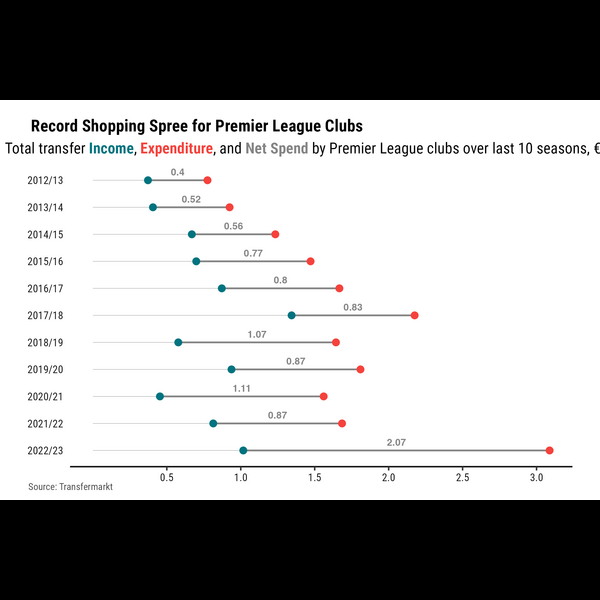 Record Shopping Spree for Premier League Clubs
Total transfer Income, Expenditure, and Net Spend by Premier League clubs over last 10 seasons, €
2012/13 0.4
2013/14 0.52
2014/15 0.56
2015/16 0.77
2016/17 0.8
2017/18 0.83
2018/19 1.07
2019/20 0.87
2020/21 1.11
2021/22 0.87
2022/23 2.07
0.5 1.0 1.5 2.0 2.5 3.0
Source: Transfermarkt